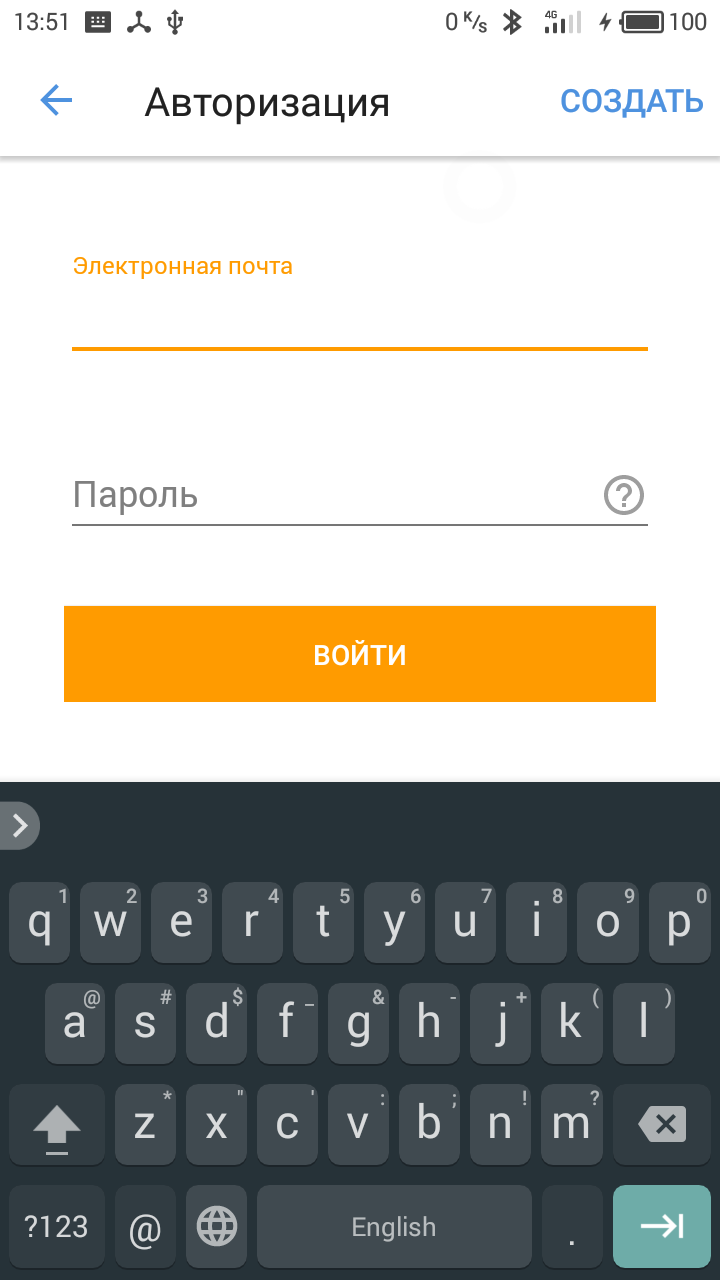 13:51 0 K/s 4G 100
Авторизация СОЗДАТЬ
Электронная почта
Пароль ?
ВОЙТИ
q 1 w 2 e 3 r 4 t 5 y 6 u 7 i 8 o 9 p 0
a @ s # d $ f _ g & h - j + k ( l )
z * x " c ' v : b ; n ! m ?
?123 @ English .